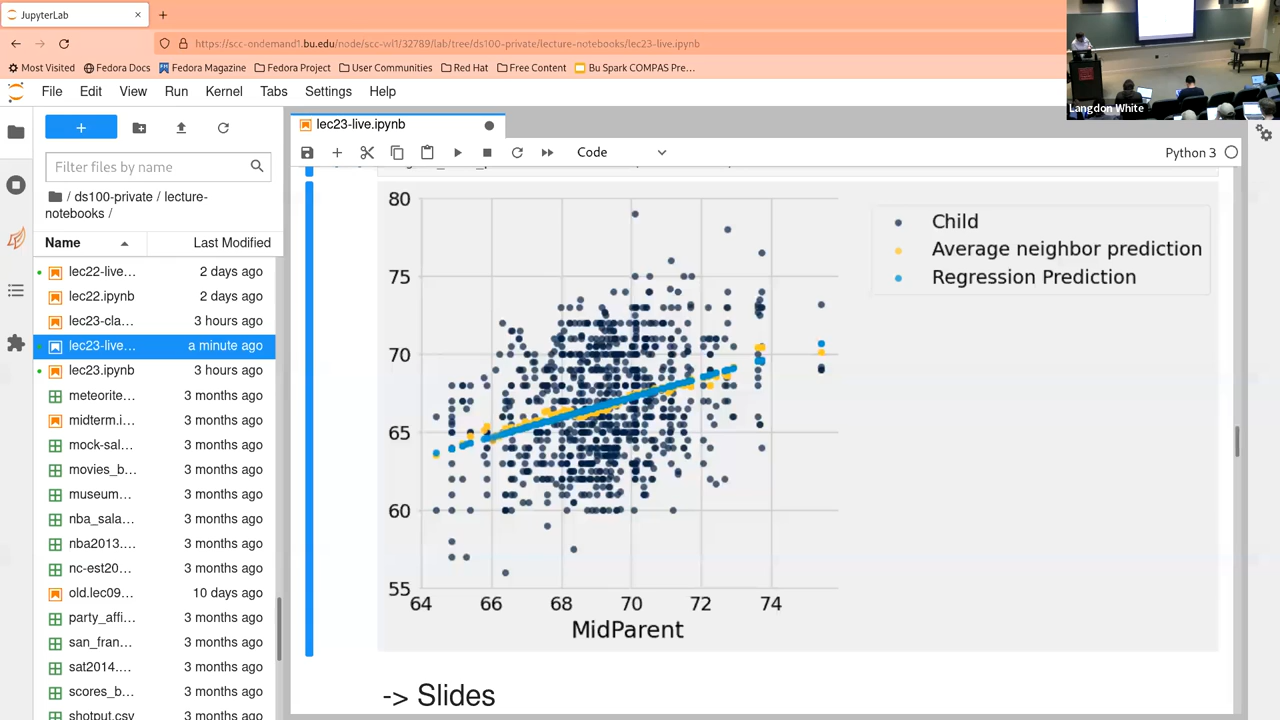 JupyterLab
https://scc-ondemand1.bu.edu/node/scc-wl1/32789/lab/tree/ds100-private/lecture-notebooks/lec23-live.ipynb
Most Visited Fedora Docs Fedora Magazine Fedora Project User Communities Red Hat Free Content Bu Spark COMPAS Pre…
Langdon White
File Edit View Run Kernel Tabs Settings Help
lec23-live.ipynb
Filter files by name
Code
Python 3
/ ds100-private / lecture-
notebooks /
Name Last Modified
lec22-live… 2 days ago
lec22.ipynb 2 days ago
lec23-cla… 3 hours ago
lec23-live… a minute ago
lec23.ipynb 3 hours ago
meteorite… 3 months ago
midterm.i… 3 months ago
mock-sal… 3 months ago
movies_b… 3 months ago
museum… 3 months ago
nba_sala… 3 months ago
nba2013.… 3 months ago
nc-est20… 3 months ago
old.lec09… 10 days ago
party_affi… 3 months ago
san_fran… 3 months ago
sat2014.… 3 months ago
scores_b… 3 months ago
shotput.csv 3 months ago
80
75
70
65
60
55
64 66 68 70 72 74
MidParent
Child
Average neighbor prediction
Regression Prediction
-> Slides